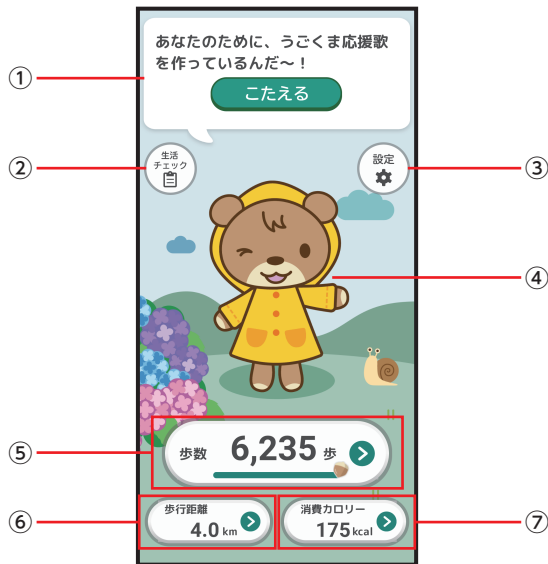 あなたのために、うごくま応援歌
を作っているんだ〜！
こたえる
①
②
生活
チェック
設定
③
④
⑤
歩数 6,235 歩
⑥
歩行距離
4.0 km
消費カロリー
175 kcal
⑦